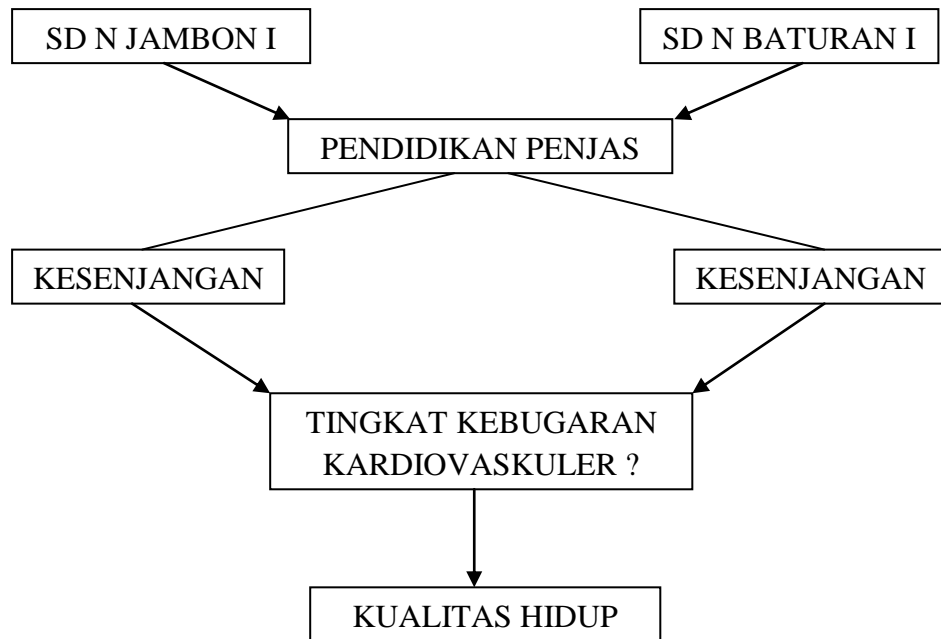 SD N JAMBON I
SD N BATURAN I
PENDIDIKAN PENJAS
KESENJANGAN
KESENJANGAN
TINGKAT KEBUGARAN
KARDIOVASKULER ?
KUALITAS HIDUP